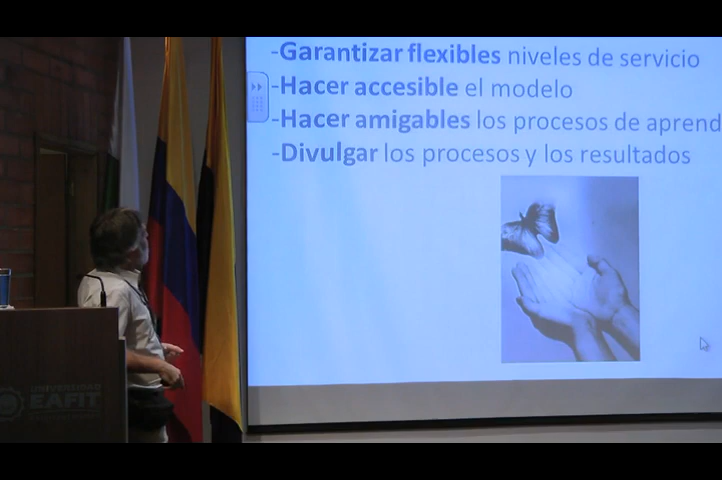 -Garantizar flexibles niveles de servicio
-Hacer accesible el modelo
-Hacer amigables los procesos de aprend
-Divulgar los procesos y los resultados
UNIVERSIDAD
EAFIT